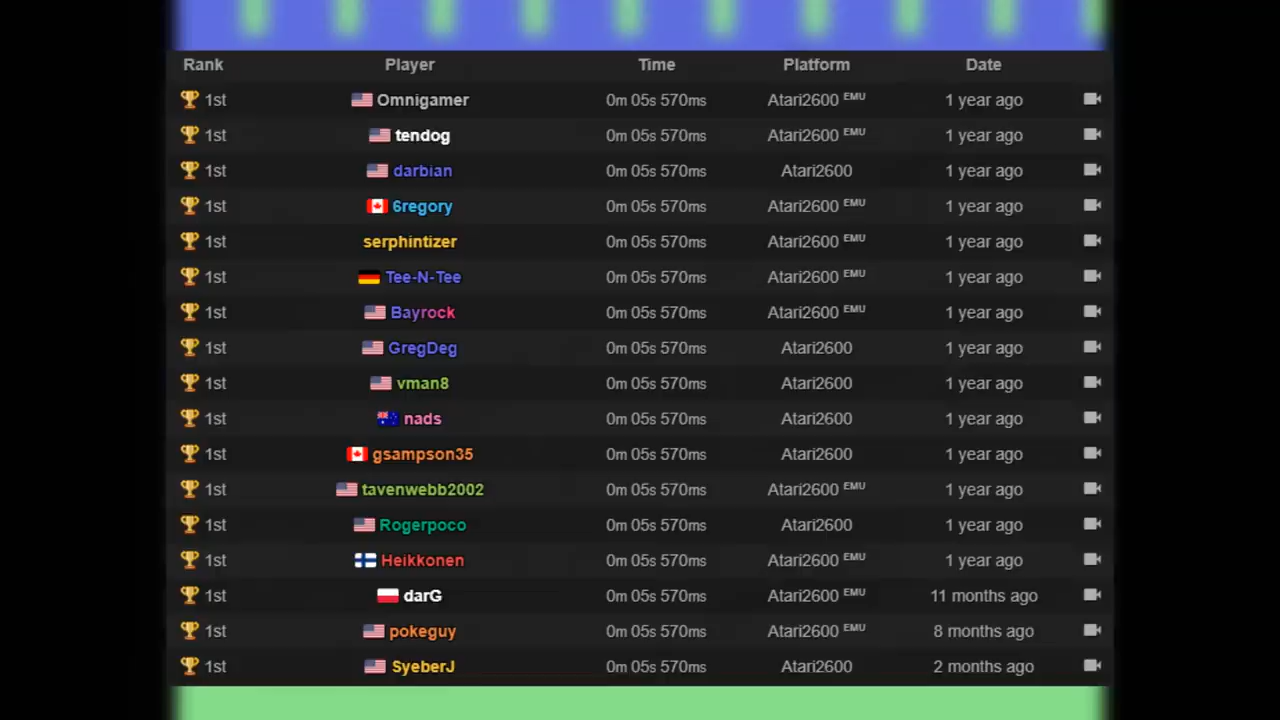 Rank Player Time Platform Date
1st Omnigamer 0m 05s 570ms Atari2600 EMU 1 year ago
1st tendog 0m 05s 570ms Atari2600 EMU 1 year ago
1st darbian 0m 05s 570ms Atari2600 1 year ago
1st 6regory 0m 05s 570ms Atari2600 EMU 1 year ago
1st serphintizer 0m 05s 570ms Atari2600 EMU 1 year ago
1st Tee-N-Tee 0m 05s 570ms Atari2600 EMU 1 year ago
1st Bayrock 0m 05s 570ms Atari2600 EMU 1 year ago
1st GregDeg 0m 05s 570ms Atari2600 1 year ago
1st vman8 0m 05s 570ms Atari2600 1 year ago
1st nads 0m 05s 570ms Atari2600 1 year ago
1st gsampson35 0m 05s 570ms Atari2600 1 year ago
1st tavenwebb2002 0m 05s 570ms Atari2600 EMU 1 year ago
1st Rogerpoco 0m 05s 570ms Atari2600 1 year ago
1st Heikkonen 0m 05s 570ms Atari2600 EMU 1 year ago
1st darG 0m 05s 570ms Atari2600 EMU 11 months ago
1st pokeguy 0m 05s 570ms Atari2600 EMU 8 months ago
1st SyeberJ 0m 05s 570ms Atari2600 2 months ago